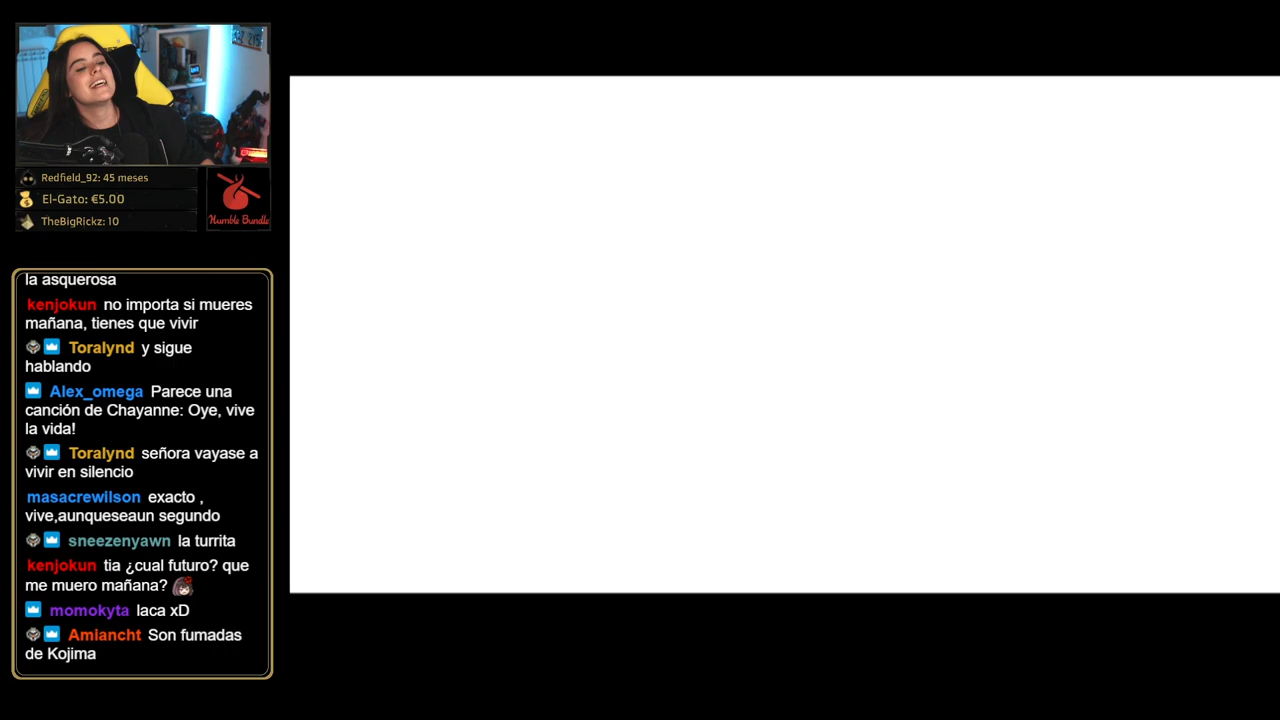 Redfield_92: 45 meses
El-Gato: €5.00
TheBigRickz: 10
Humble Bundle
la asquerosa
kenjokun no importa si mueres
mañana, tienes que vivir
Toralynd y sigue
hablando
Alex_omega Parece una
canción de Chayanne: Oye, vive
la vida!
Toralynd señora vayase a
vivir en silencio
masacrewilson exacto ,
vive,aunqueseaun segundo
sneezenyawn la turrita
kenjokun tia ¿cual futuro? que
me muero mañana?
momokyta laca xD
Amiancht Son fumadas
de Kojima